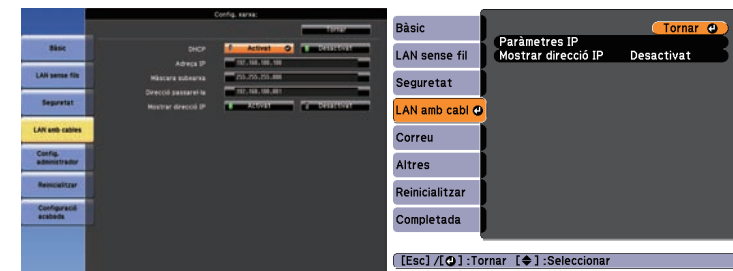 Config. xarxa:
Tornar
Bàsic
LAN sense fils
Seguretat
LAN amb cables
Config.
administrador
Reinicialitzar
Configuració
acabada
DHCP Activat Desactivat
Adreça IP
Màscara subxarxa 255.255.255.000
Direcció passarel·la
Mostrar direcció IP Activat Desactivat
Bàsic
LAN sense fil
Seguretat
LAN amb cabl
Correu
Altres
Reinicialitzar
Completada
Tornar
Paràmetres IP
Mostrar direcció IP Desactivat
[Esc] /[ ] :Tornar [ ] :Seleccionar